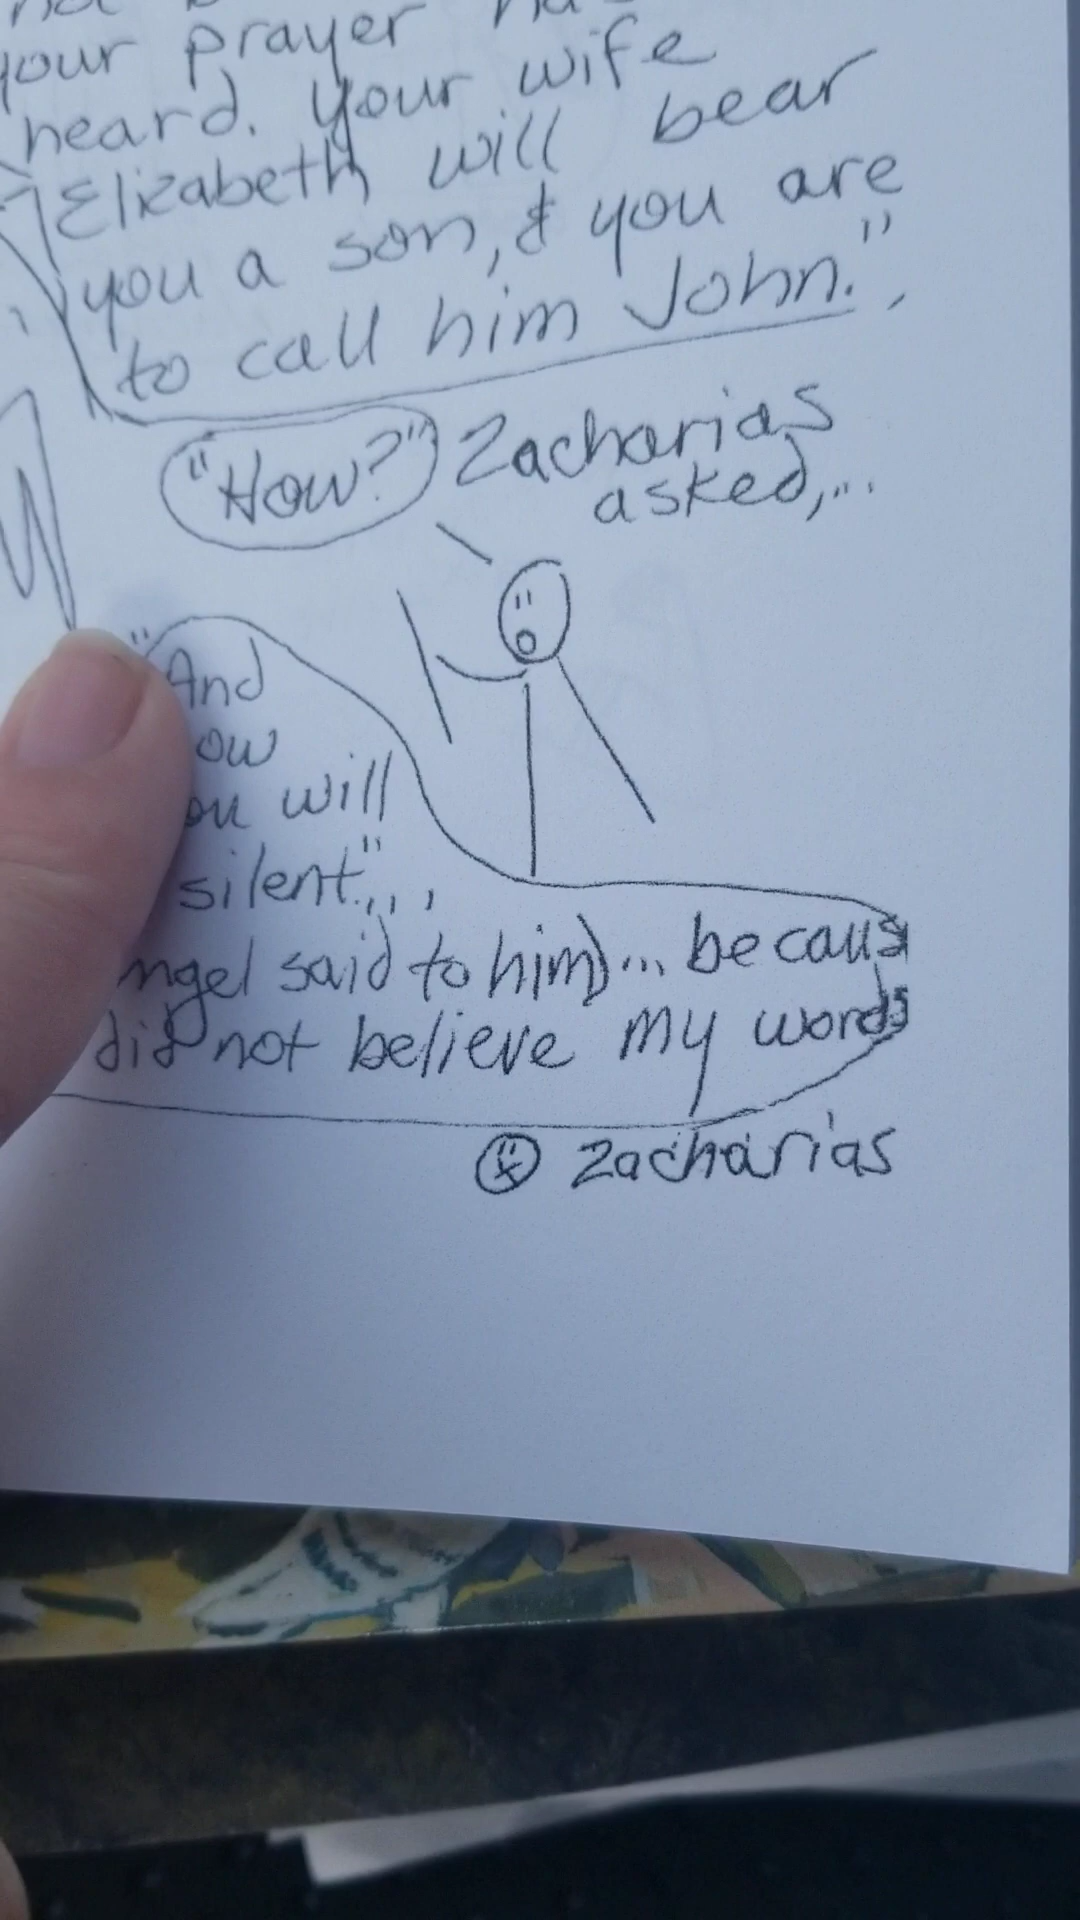 your prayer
heard. your wife
Elizabeth will bear
you a son, & you are
to call him John."
"How?" Zacharias
asked,...
"And
ow
ou will
silent"...
ngel said to him)... becaus
did not believe my words
Zacharias